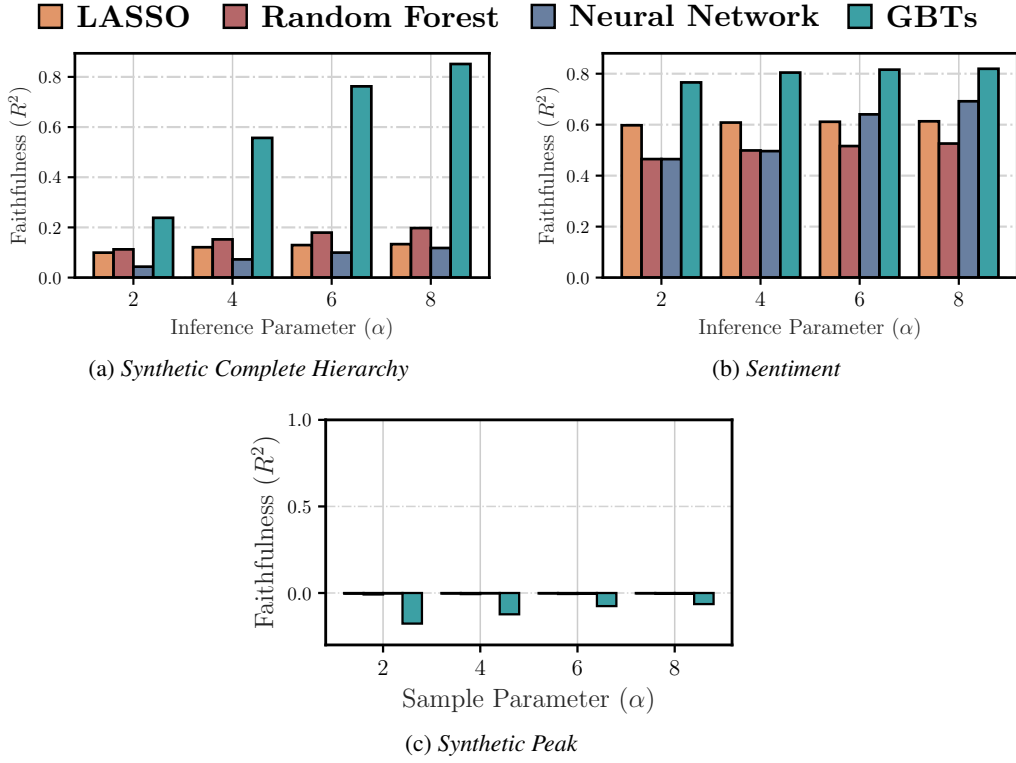 LASSO Random Forest Neural Network GBTs
Faithfulness (R²)
0.8
0.6
0.4
0.2
0.0
2 4 6 8
Inference Parameter (α)
(a) Synthetic Complete Hierarchy
Faithfulness (R²)
0.8
0.6
0.4
0.2
0.0
2 4 6 8
Inference Parameter (α)
(b) Sentiment
Faithfulness (R²)
1.0
0.5
0.0
2 4 6 8
Sample Parameter (α)
(c) Synthetic Peak